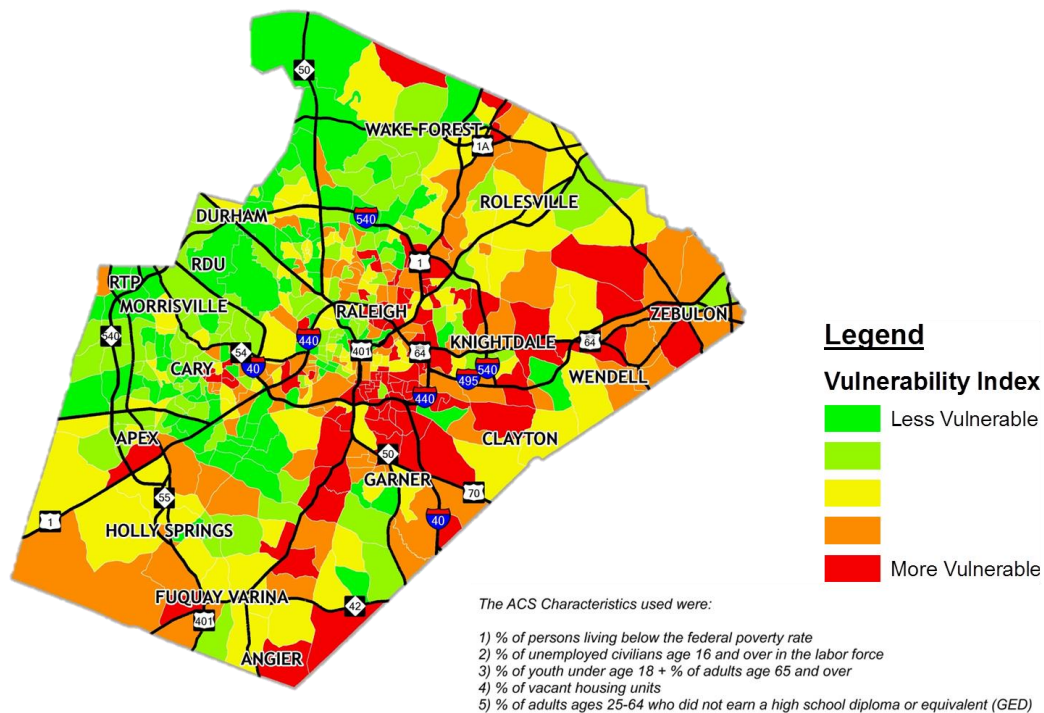 50
WAKE FOREST
1A
ROLESVILLE
DURHAM
540
RDU
1
RTP
MORRISVILLE
RALEIGH
ZEBULON
540
54
440
401
64
KNIGHTDALE
64
CARY
40
540
495
WENDELL
440
APEX
CLAYTON
50
GARNER
55
70
1
40
HOLLY SPRINGS
FUQUAY VARINA
42
401
ANGIER
Legend
Vulnerability Index
Less Vulnerable
More Vulnerable
The ACS Characteristics used were:
1) % of persons living below the federal poverty rate
2) % of unemployed civilians age 16 and over in the labor force
3) % of youth under age 18 + % of adults age 65 and over
4) % of vacant housing units
5) % of adults ages 25-64 who did not earn a high school diploma or equivalent (GED)